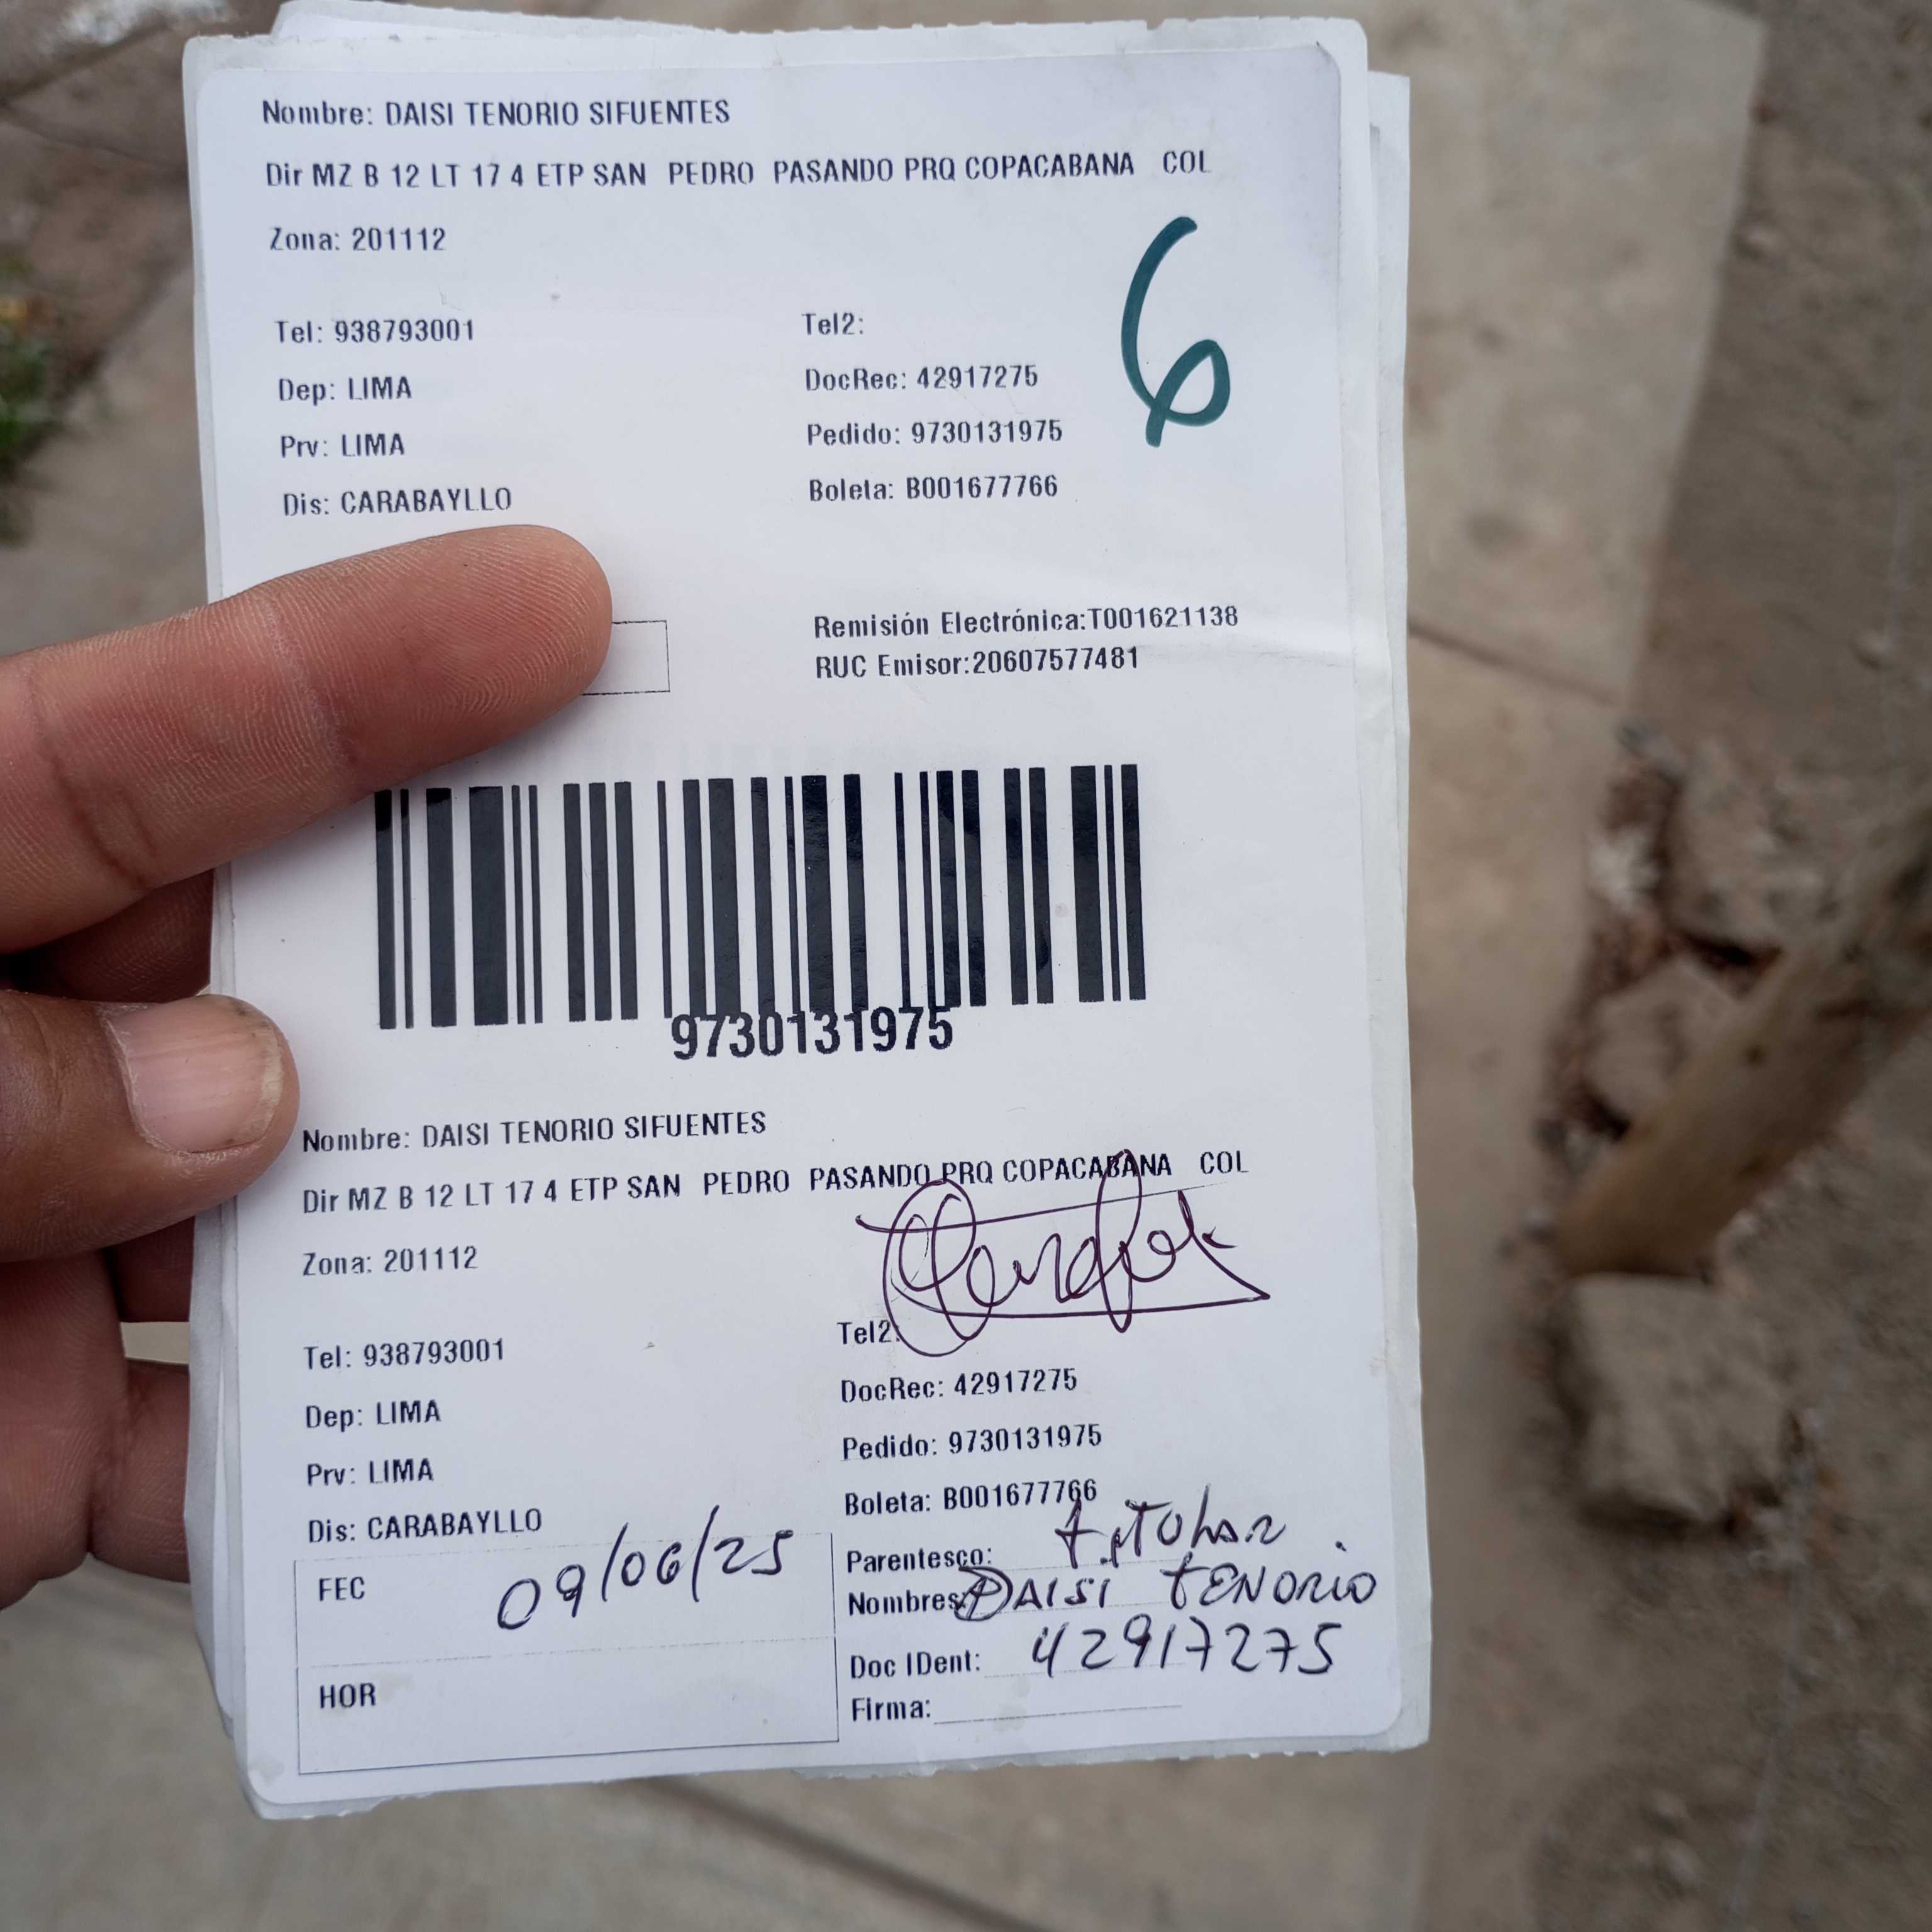 Nombre: DAISI TENORIO SIFUENTES
Dir MZ B 12 LT 17 4 ETP SAN PEDRO PASANDO PRQ COPACABANA COL
Zona: 201112
6
Tel: 938793001
Tel2:
Dep: LIMA
DocRec: 42917275
Prv: LIMA
Pedido: 9730131975
Dis: CARABAYLLO
Boleta: B001677766
Remisión Electrónica:T001621138
RUC Emisor:20607577481
9730131975
Nombre: DAISI TENORIO SIFUENTES
Dir MZ B 12 LT 17 4 ETP SAN PEDRO PASANDO PRQ COPACABANA COL
Zona: 201112
Tel: 938793001
Tel2:
Dep: LIMA
DocRec: 42917275
Prv: LIMA
Pedido: 9730131975
Dis: CARABAYLLO
Boleta: B001677766
FEC 09/06/25
Parentesco:
Nombres: DAISI TENORIO
Doc IDent: 42917275
HOR
Firma: